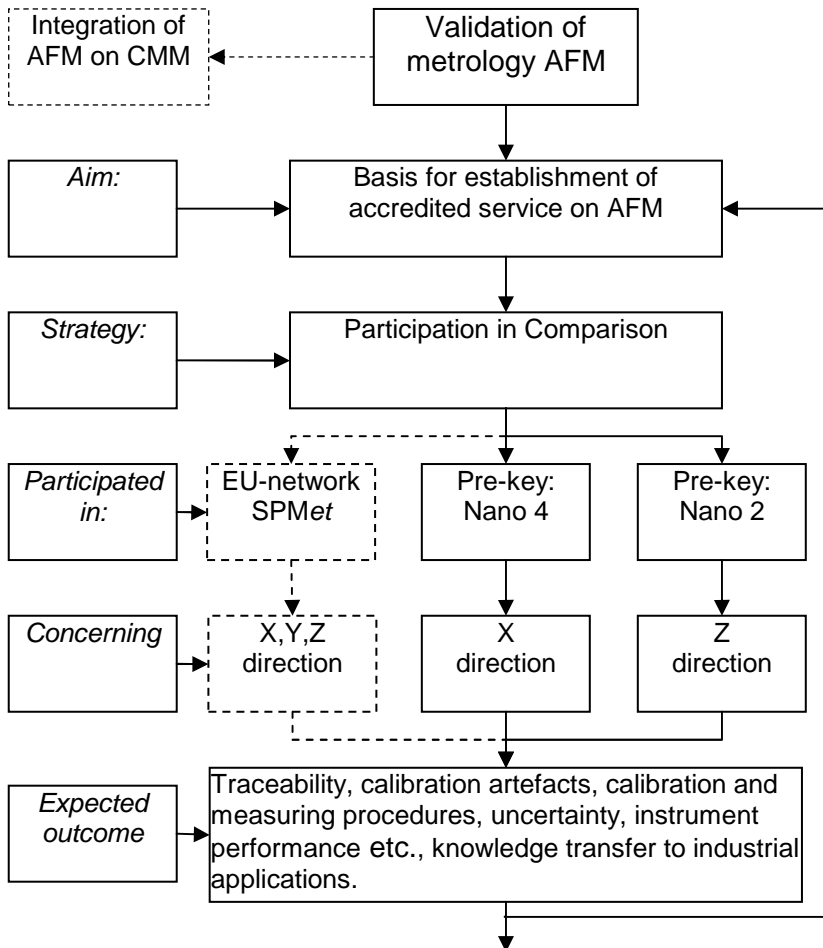 Integration of
AFM on CMM
Validation of
metrology AFM
Aim:
Basis for establishment of
accredited service on AFM
Strategy:
Participation in Comparison
Participated
in:
EU-network
SPMet
Pre-key:
Nano 4
Pre-key:
Nano 2
Concerning
X,Y,Z
direction
X
direction
Z
direction
Expected
outcome
Traceability, calibration artefacts, calibration and
measuring procedures, uncertainty, instrument
performance etc., knowledge transfer to industrial
applications.